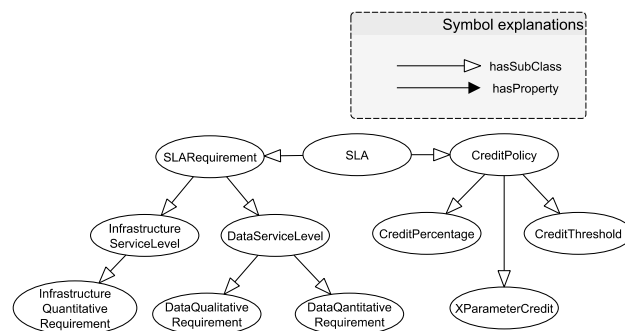 Symbol explanations
hasSubClass
hasProperty
SLARequirement
SLA
CreditPolicy
Infrastructure
ServiceLevel
DataServiceLevel
CreditPercentage
CreditThreshold
Infrastructure
Quantitative
Requirement
DataQualitative
Requirement
DataQantitative
Requirement
XParameterCredit